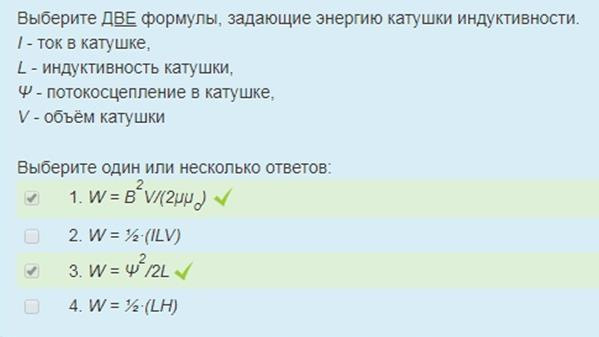 Выберите ДВЕ формулы, задающие энергию катушки индуктивности.
I - ток в катушке,
L - индуктивность катушки,
Ψ - потокосцепление в катушке,
V - объём катушки
Выберите один или несколько ответов:
1. W = B²V/(2μμ₀)
2. W = ½·(ILV)
3. W = Ψ²/2L
4. W = ½·(LH)